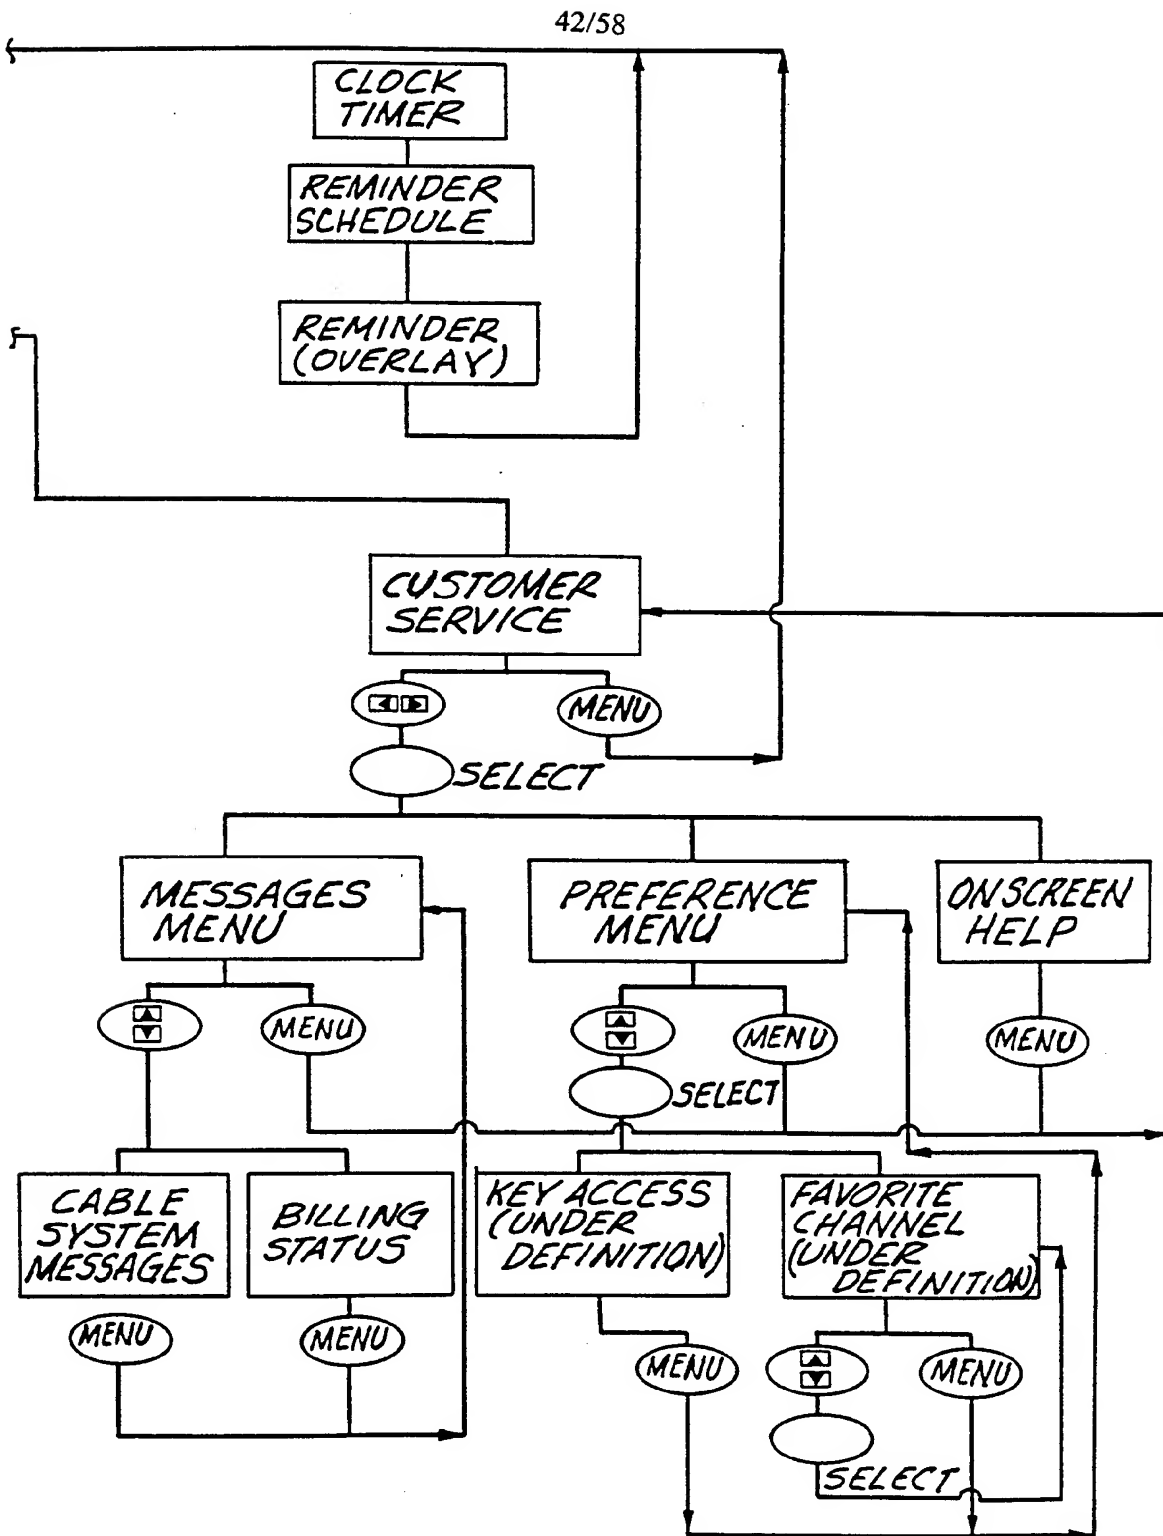 42/58
CLOCK
TIMER
REMINDER
SCHEDULE
REMINDER
(OVERLAY)
CUSTOMER
SERVICE
MENU
SELECT
MESSAGES
MENU
PREFERENCE
MENU
ONSCREEN
HELP
MENU
MENU
MENU
SELECT
CABLE
SYSTEM
MESSAGES
BILLING
STATUS
KEY ACCESS
(UNDER
DEFINITION)
FAVORITE
CHANNEL
(UNDER
DEFINITION)
MENU
MENU
MENU
MENU
SELECT